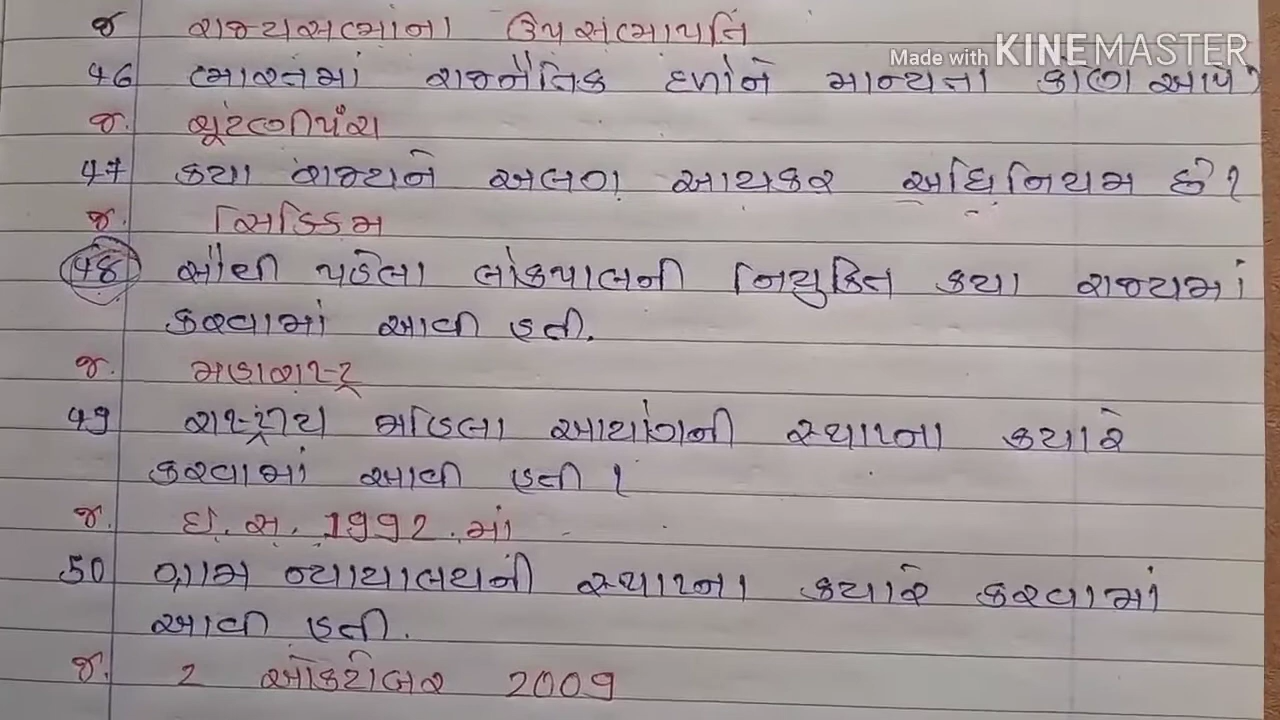 જ રાજ્યસભાના ઉપસભાપતિ
Made with KINEMASTER
46 ભારતમાં રાજનૈતિક દળોને માન્યતા કોણ આપે?
જ. ચૂંટણીપંચ
47 કયા રાજ્યને અલગ આયકર અધિનિયમ છે?
જ. સિક્કિમ
48 સૌથી પહેલા લોકપાલની નિયુક્તિ કયા રાજ્યમાં
કરવામાં આવી હતી.
જ. મહારાષ્ટ્ર
49 રાષ્ટ્રીય મહિલા આયોગની સ્થાપના કયારે
કરવામાં આવી હતી?
જ. ઈ. સ. 1992.માં
50 ગ્રામ ન્યાયાલયની સ્થાપના કયારે કરવામાં
આવી હતી.
જ. 2 ઓક્ટોબર 2009